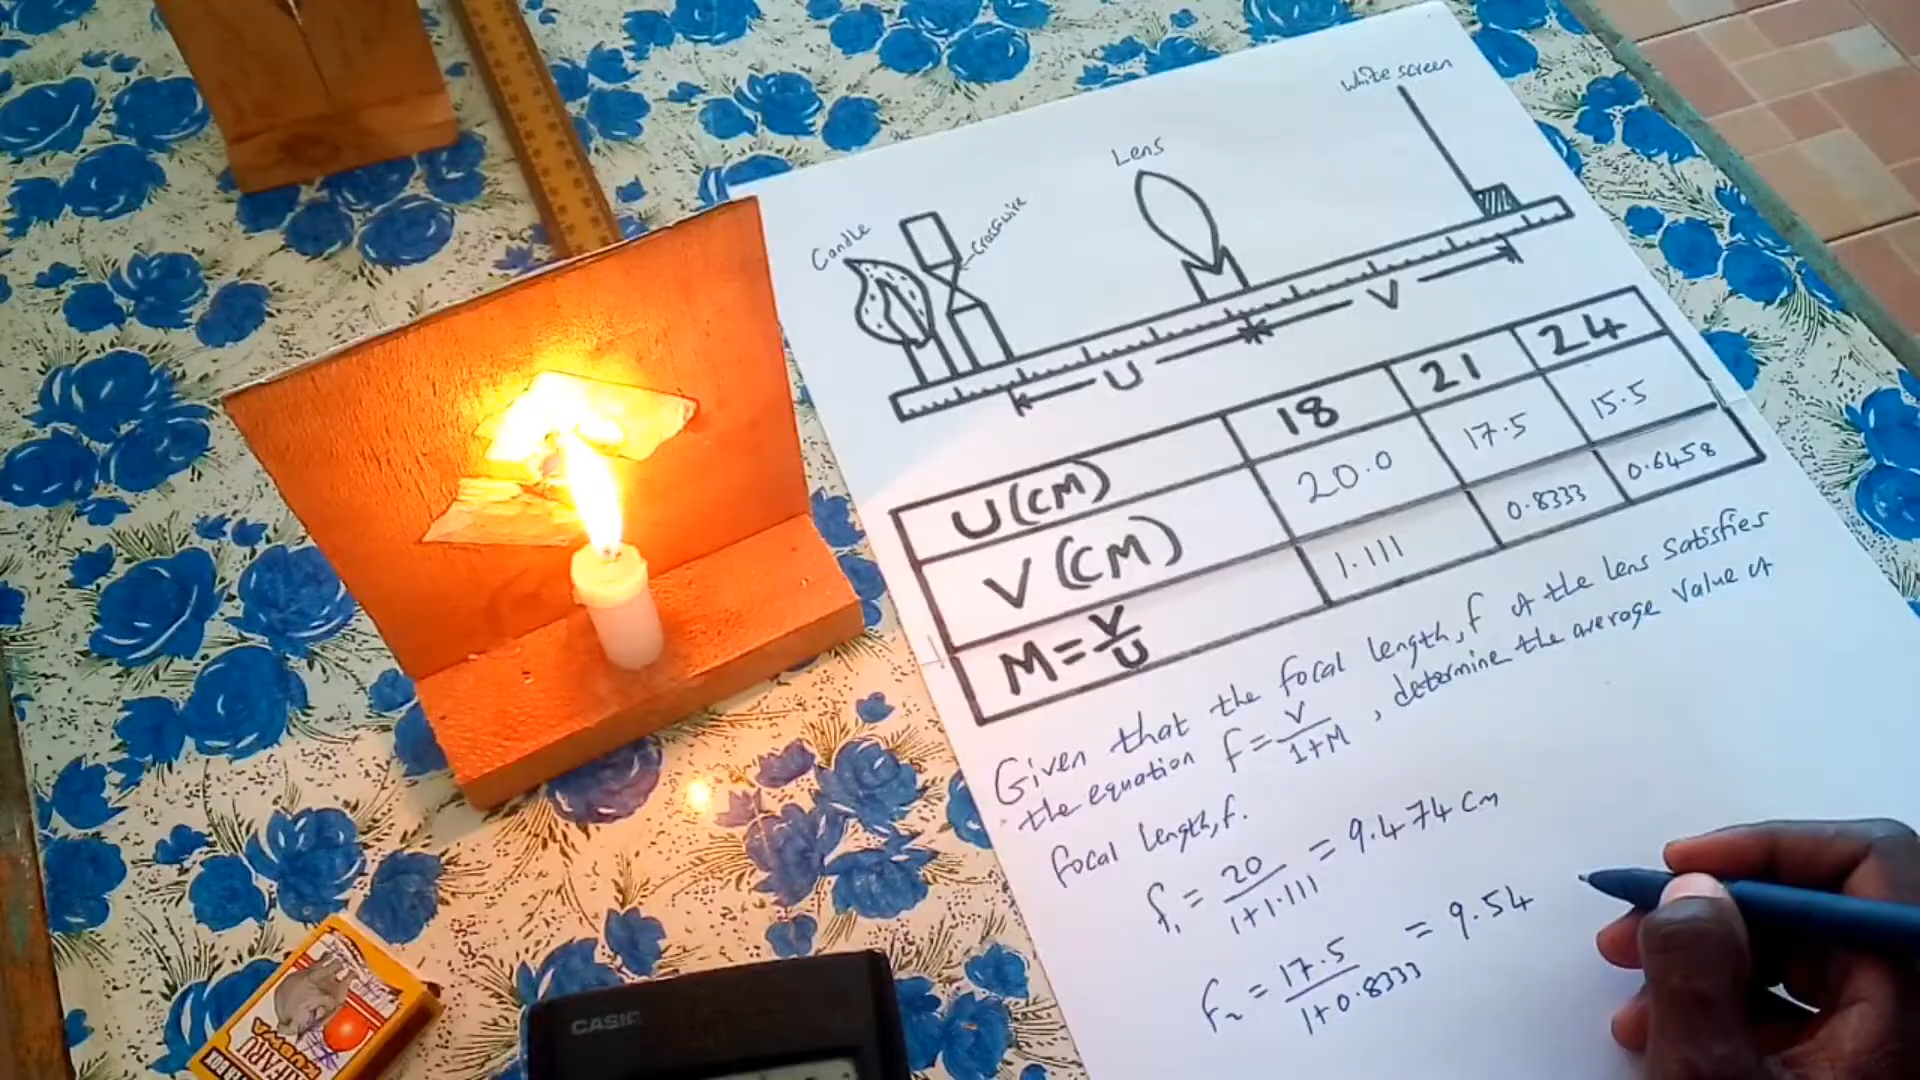 White screen
Lens
Candle
Crosswire
U
V
U(CM) 18 21 24
V(CM) 20.0 17.5 15.5
M=V/U 1.111 0.8333 0.6458
Given that the focal length, f of the lens satisfies
the equation f=V/1+M, determine the average value of
focal length, f.
f₁ = 20/1+1.111 = 9.474 cm
f₂ = 17.5/1+0.8333 = 9.54
CASIO
KIFARU
KUBWA